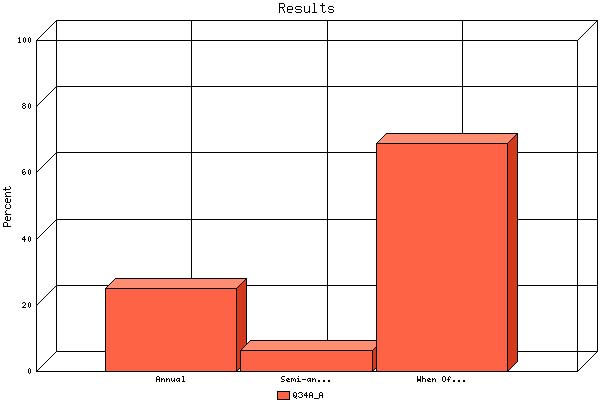 Results
100
80
60
40
20
0
Percent
Annual Semi-an... When Of...
Q34A_A